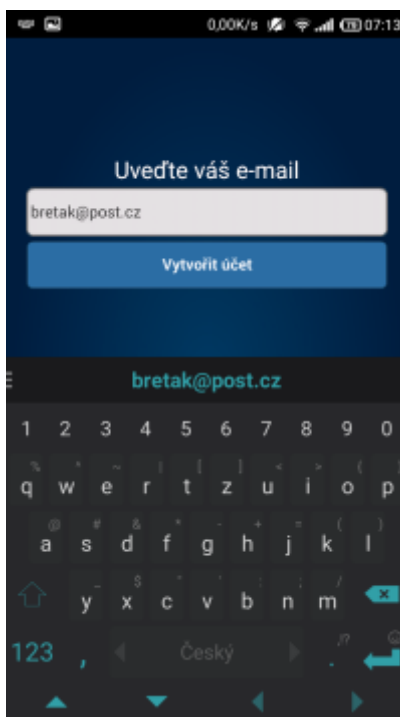 0,00K/s 78 07:13
Uveďte váš e-mail
bretak@post.cz
Vytvořit účet
bretak@post.cz
1 2 3 4 5 6 7 8 9 0
q w e r t z u i o p
a s d f g h j k l
y x c v b n m
123 , Český .